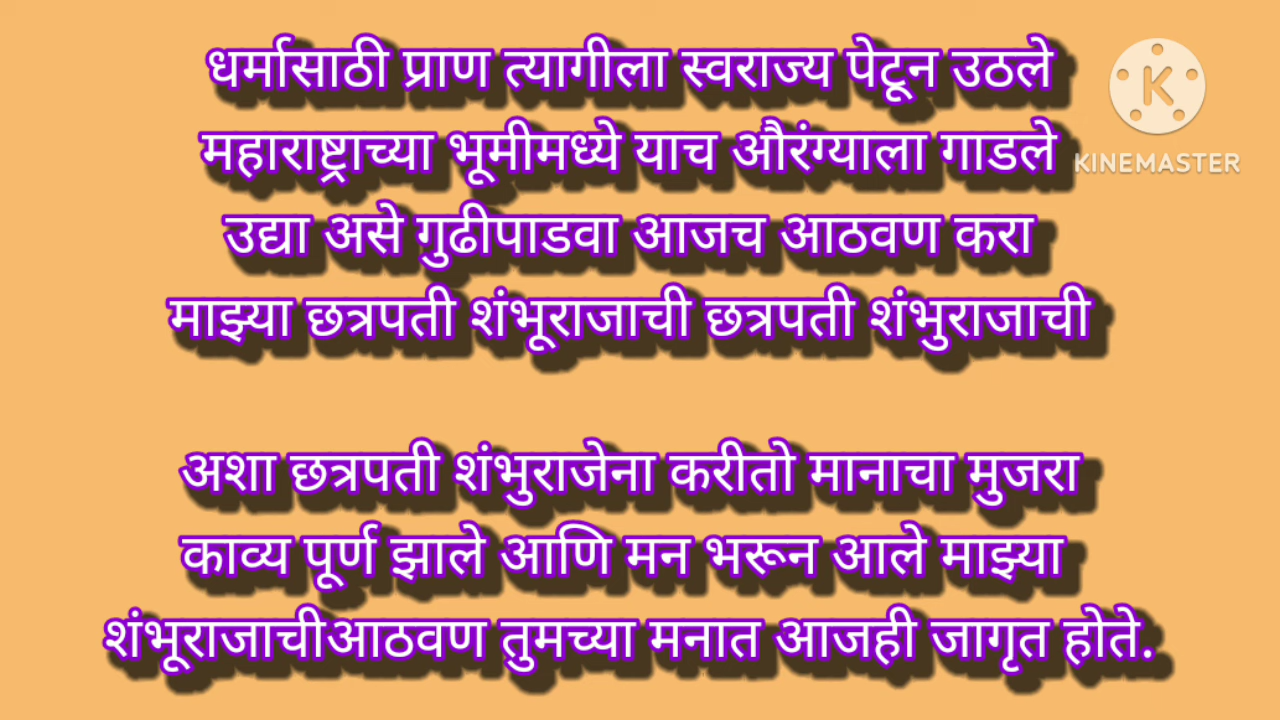 धर्मासाठी प्राण त्यागीला स्वराज्य पेटून उठले
महाराष्ट्राच्या भूमीमध्ये याच औरंग्याला गाडले
उद्या असे गुढीपाडवा आजच आठवण करा
माझ्या छत्रपती शंभूराजाची छत्रपती शंभुराजाची
अशा छत्रपती शंभुराजेना करीतो मानाचा मुजरा
काव्य पूर्ण झाले आणि मन भरून आले माझ्या
शंभूराजाचीआठवण तुमच्या मनात आजही जागृत होते.
K
KINEMASTER